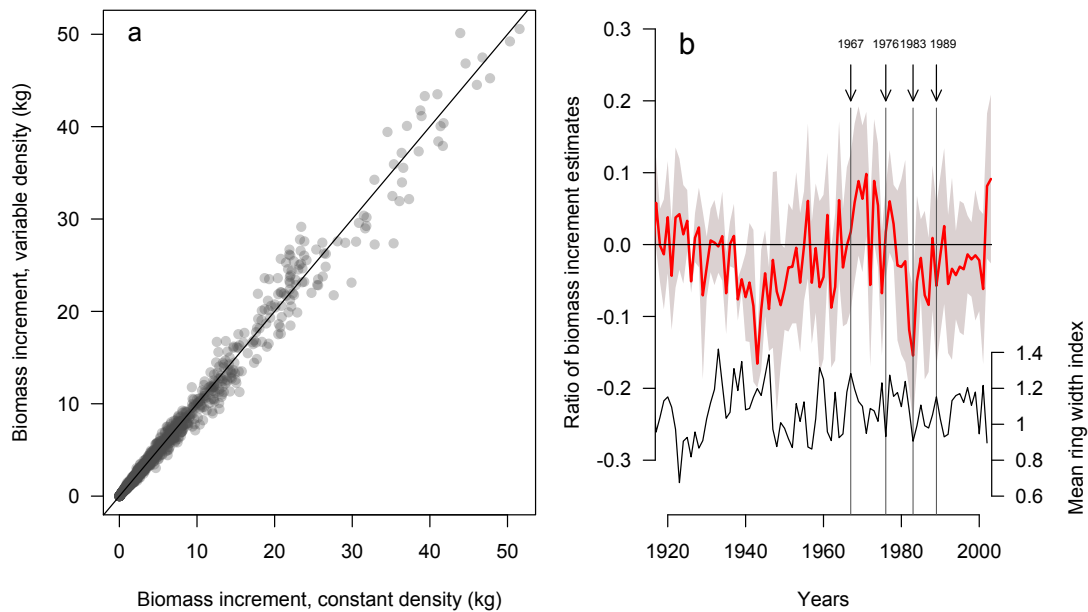 a
Biomass increment, variable density (kg)
50
40
30
20
10
0
0 10 20 30 40 50
Biomass increment, constant density (kg)
b
1967 1976 1983 1989
Ratio of biomass increment estimates
0.3
0.2
0.1
0.0
-0.1
-0.2
-0.3
1.4
1.2
1
0.8
0.6
Mean ring width index
1920 1940 1960 1980 2000
Years